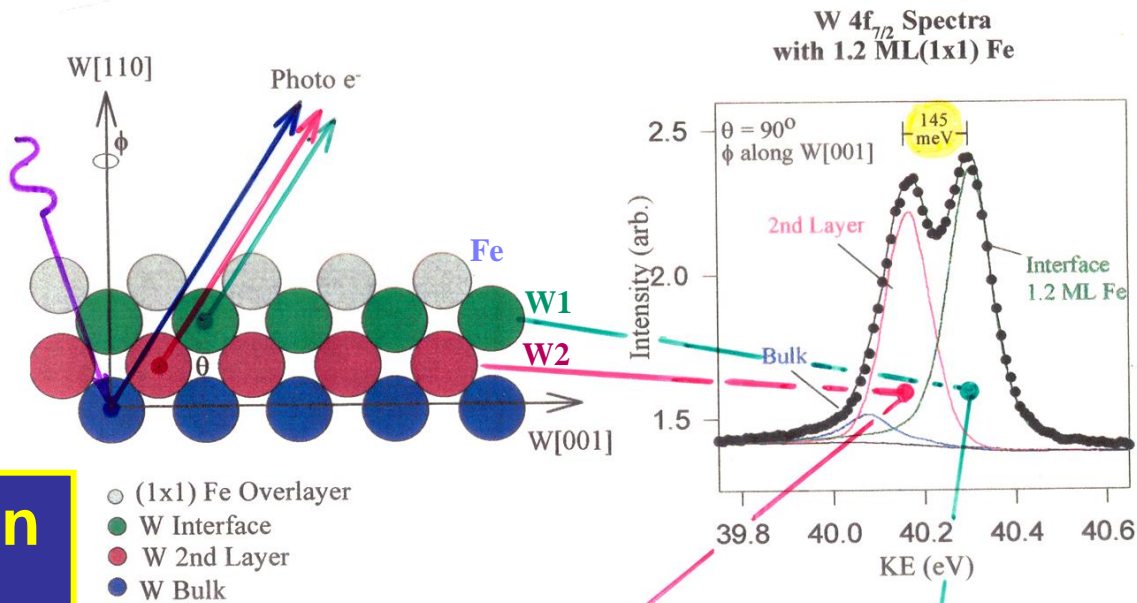 W 4f7/2 Spectra
with 1.2 ML(1x1) Fe
W[110]
Photo e-
ϕ
Fe
W1
W2
θ
W[001]
n
(1x1) Fe Overlayer
W Interface
W 2nd Layer
W Bulk
145
meV
θ = 90O
ϕ along W[001]
2nd Layer
Interface
1.2 ML Fe
Bulk
Intensity (arb.)
2.5
2.0
1.5
39.8 40.0 40.2 40.4 40.6
KE (eV)